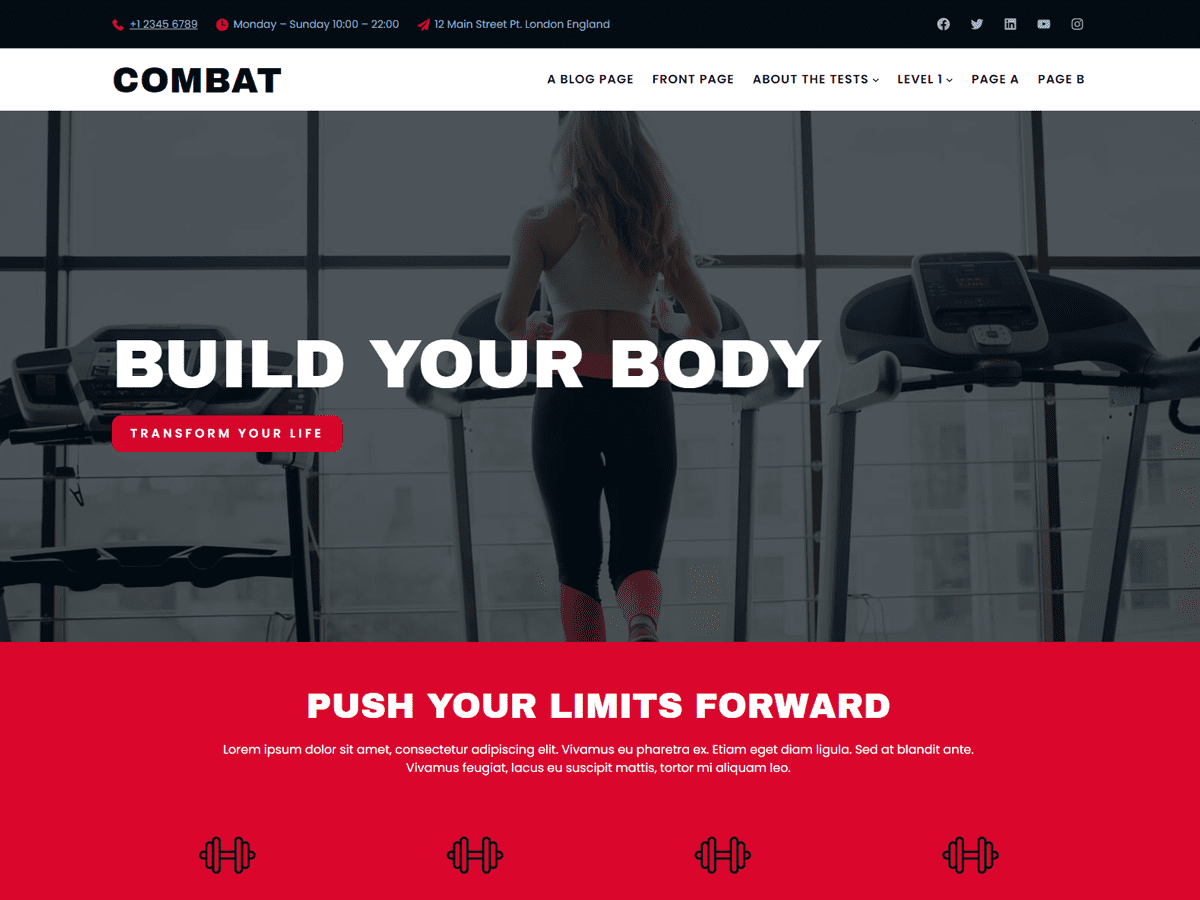 +1 2345 6789 Monday – Sunday 10:00 – 22:00 12 Main Street Pt. London England
COMBAT
A BLOG PAGE FRONT PAGE ABOUT THE TESTS LEVEL 1 PAGE A PAGE B
BUILD YOUR BODY
TRANSFORM YOUR LIFE
PUSH YOUR LIMITS FORWARD
Lorem ipsum dolor sit amet, consectetur adipiscing elit. Vivamus eu pharetra ex. Etiam eget diam ligula. Sed at blandit ante.
Vivamus feugiat, lacus eu suscipit mattis, tortor mi aliquam leo.